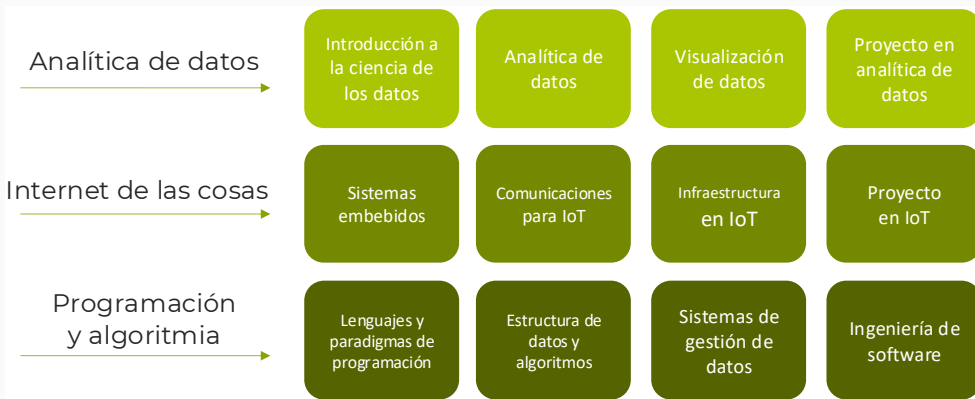 Analítica de datos
Introducción a
la ciencia de
los datos
Analítica de
datos
Visualización
de datos
Proyecto en
analítica de
datos
Internet de las cosas
Sistemas
embebidos
Comunicaciones
para IoT
Infraestructura
en IoT
Proyecto
en IoT
Programación
y algoritmia
Lenguajes y
paradigmas de
programación
Estructura de
datos y
algoritmos
Sistemas de
gestión de
datos
Ingeniería de
software